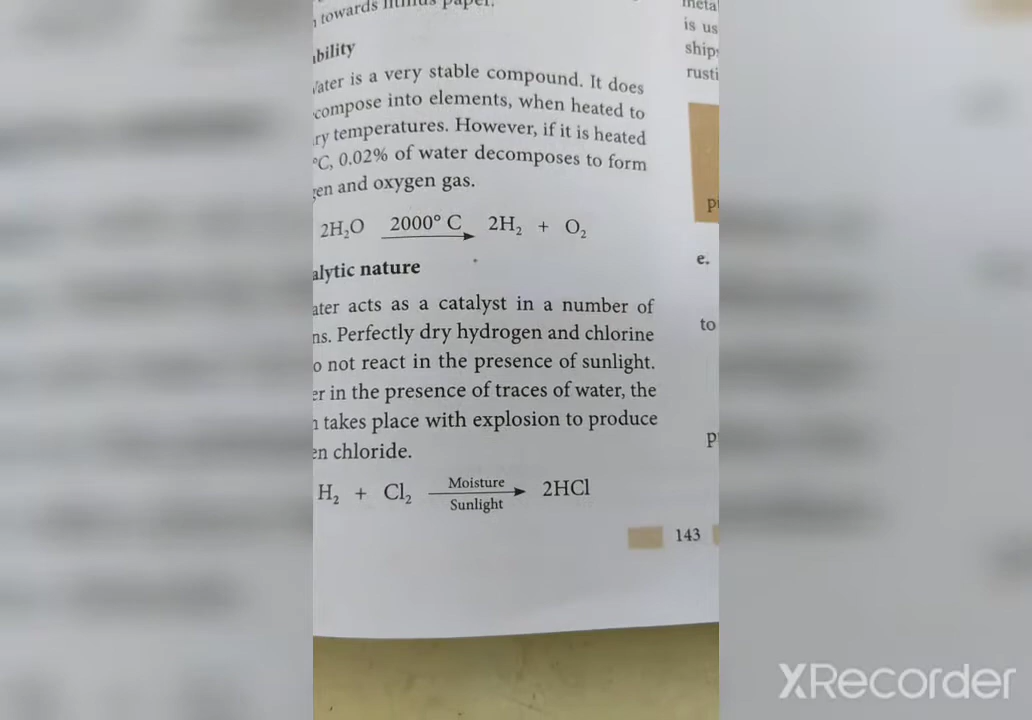 towards litmus paper.
ability
Water is a very stable compound. It does
compose into elements, when heated to
ry temperatures. However, if it is heated
°C, 0.02% of water decomposes to form
gen and oxygen gas.
2H₂O 2000° C 2H₂ + O₂
alytic nature
ater acts as a catalyst in a number of
ns. Perfectly dry hydrogen and chlorine
o not react in the presence of sunlight.
er in the presence of traces of water, the
n takes place with explosion to produce
en chloride.
H₂ + Cl₂ Moisture Sunlight 2HCl
143
meta
is us
ship
rusti
p
e.
to
p
XRecorder